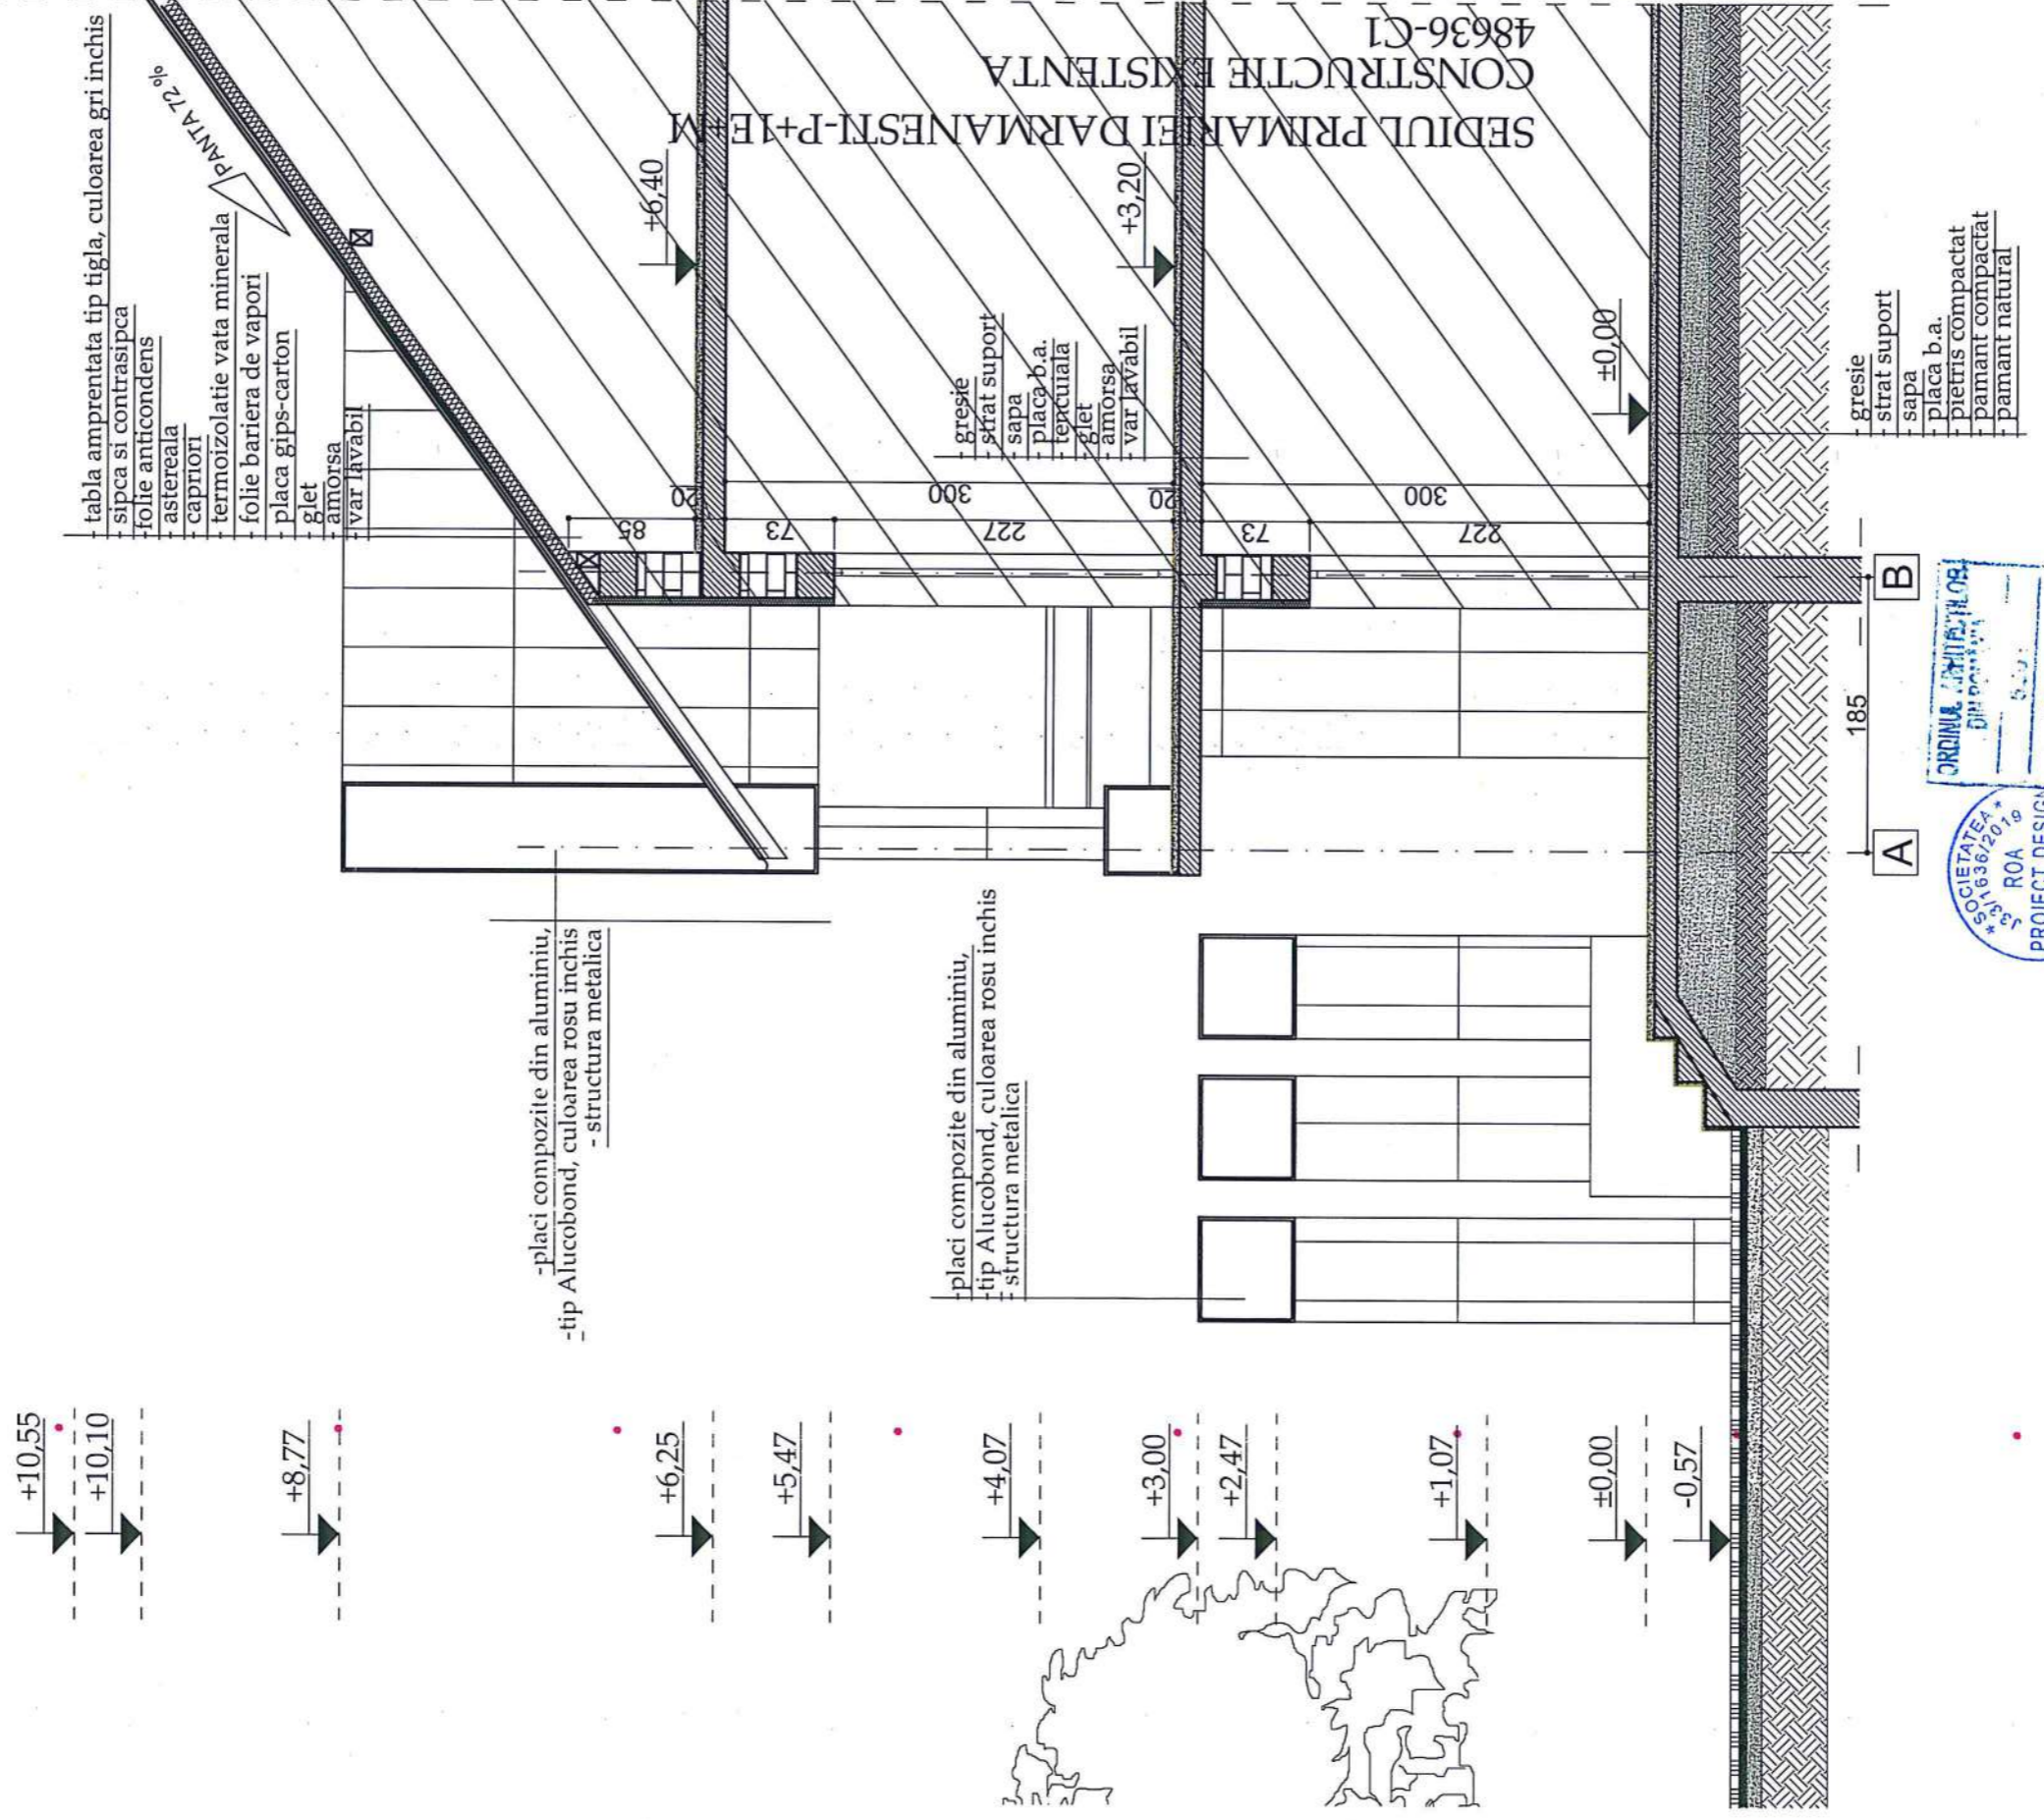 - tabla amprentata tip tigla, culoarea gri inchis
- sipca si contrasipca
- folie anticondens
- astereala
- capriori
- termoizolatie vata minerala
- folie bariera de vapori
- placa gips-carton
- glet
- amorsa
- var lavabil
PANTA 72 %
SEDIUL PRIMARIEI DARMANESTI-P+1E+M
CONSTRUCTIE EXISTENTA
48636-C1
+6,40
+3,20
±0,00
- gresie
- strat suport
- sapa
- placa b.a.
- tencuiala
- glet
- amorsa
- var lavabil
85
20
73
300
227
20
73
300
227
- gresie
- strat suport
- sapa
- placa b.a.
- pietris compactat
- pamant compactat
- pamant natural
-placi compozite din aluminiu,
-tip Alucobond, culoarea rosu inchis
- structura metalica
-placi compozite din aluminiu,
-tip Alucobond, culoarea rosu inchis
- structura metalica
+10,55
+10,10
+8,77
+6,25
+5,47
+4,07
+3,00
+2,47
+1,07
±0,00
-0,57
185
A
B
ORDINUL ARHITECTILOR
DIN ROMANIA
* SOCIETATEA *
J33/1636/2019
ROA
PROIECT DESIGN